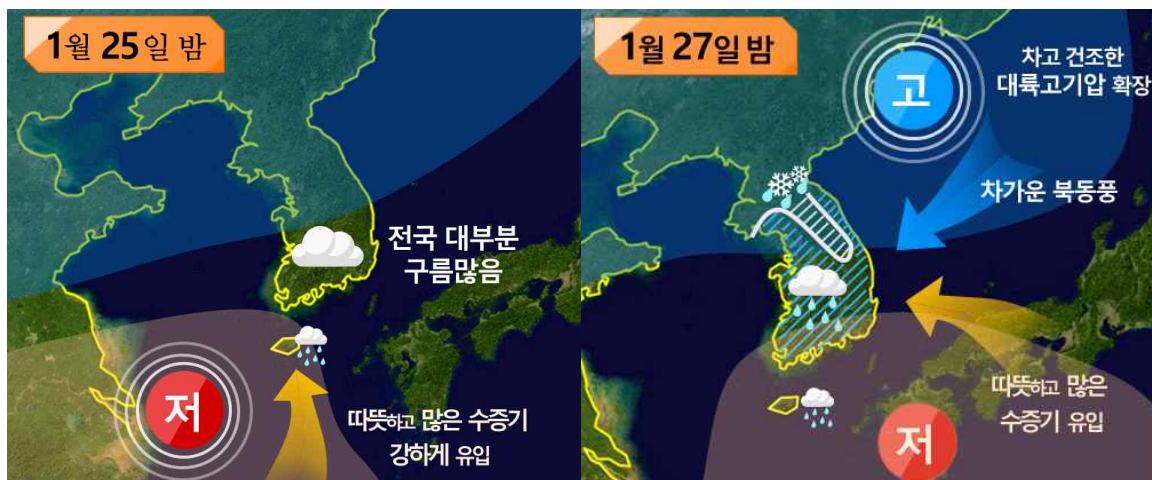 1월 25일 밤
전국 대부분
구름많음
저
따뜻하고 많은 수증기
강하게 유입
1월 27일 밤
고
차고 건조한
대륙고기압 확장
차가운 북동풍
따뜻하고 많은
수증기 유입
저